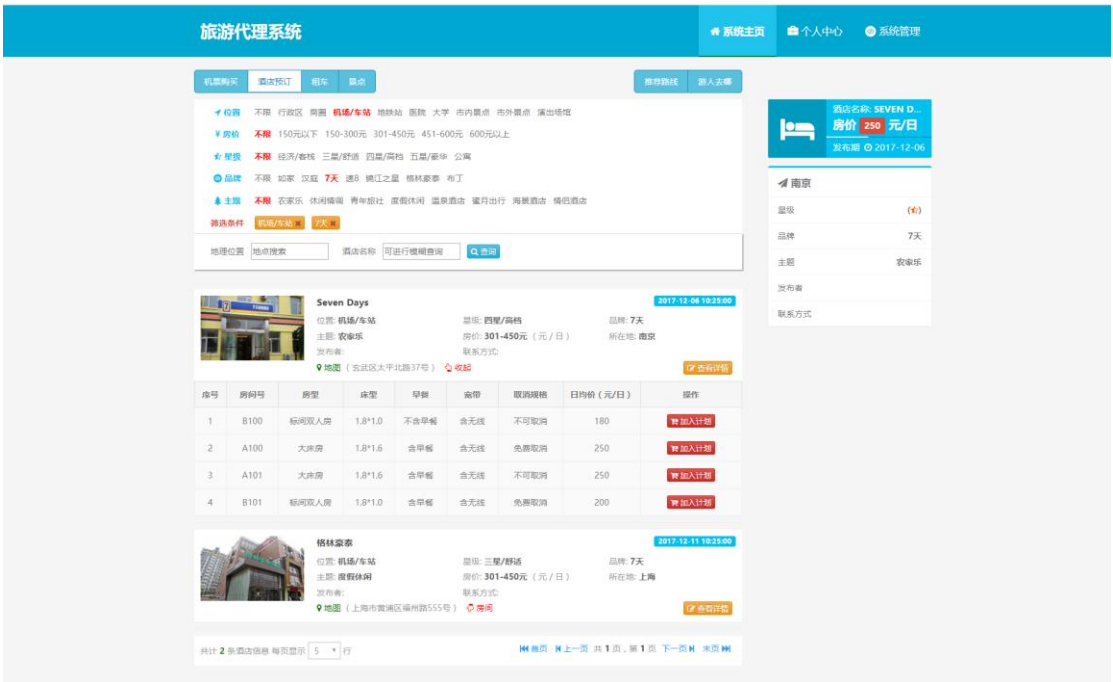 旅游代理系统 系统主页 个人中心 系统管理
机票购买 酒店预订 租车 景点 推荐路线 游人去哪
位置 不限 行政区 商圈 机场/车站 地铁站 医院 大学 市内景点 市外景点 演出场馆
¥ 房价 不限 150元以下 150-300元 301-450元 451-600元 600元以上
星级 不限 经济/客栈 三星/舒适 四星/高档 五星/豪华 公寓
品牌 不限 如家 汉庭 7天 速8 锦江之星 格林豪泰 布丁
主题 不限 农家乐 休闲情调 青年旅社 度假休闲 温泉酒店 蜜月出行 海景酒店 情侣酒店
筛选条件 机场/车站 7天
地理位置 地点搜索 酒店名称 可进行模糊查询 查询
酒店名称: SEVEN D...
房价 250 元/日
发布期 2017-12-06
南京
星级 ( )
品牌 7天
主题 农家乐
发布者
联系方式
Seven Days 2017-12-06 10:25:00
位置: 机场/车站 星级: 四星/高档 品牌: 7天
主题: 农家乐 房价: 301-450元（元/日） 所在地: 南京
发布者: 联系方式:
地图（玄武区太平北路37号） 收起 查看详情
序号 房间号 房型 床型 早餐 宽带 取消规格 日均价（元/日） 操作
1 B100 标间双人房 1.8*1.0 不含早餐 含无线 不可取消 180 加入计划
2 A100 大床房 1.8*1.6 含早餐 含无线 免费取消 250 加入计划
3 A101 大床房 1.8*1.6 含早餐 含无线 不可取消 250 加入计划
4 B101 标间双人房 1.8*1.0 含早餐 含无线 免费取消 200 加入计划
格林豪泰 2017-12-11 10:25:00
位置: 机场/车站 星级: 三星/舒适 品牌: 7天
主题: 度假休闲 房价: 301-450元（元/日） 所在地: 上海
发布者: 联系方式:
地图（上海市黄浦区福州路555号） 房间 查看详情
共计 2 条酒店信息 每页显示 5 行 首页 上一页 共 1 页，第 1 页 下一页 末页